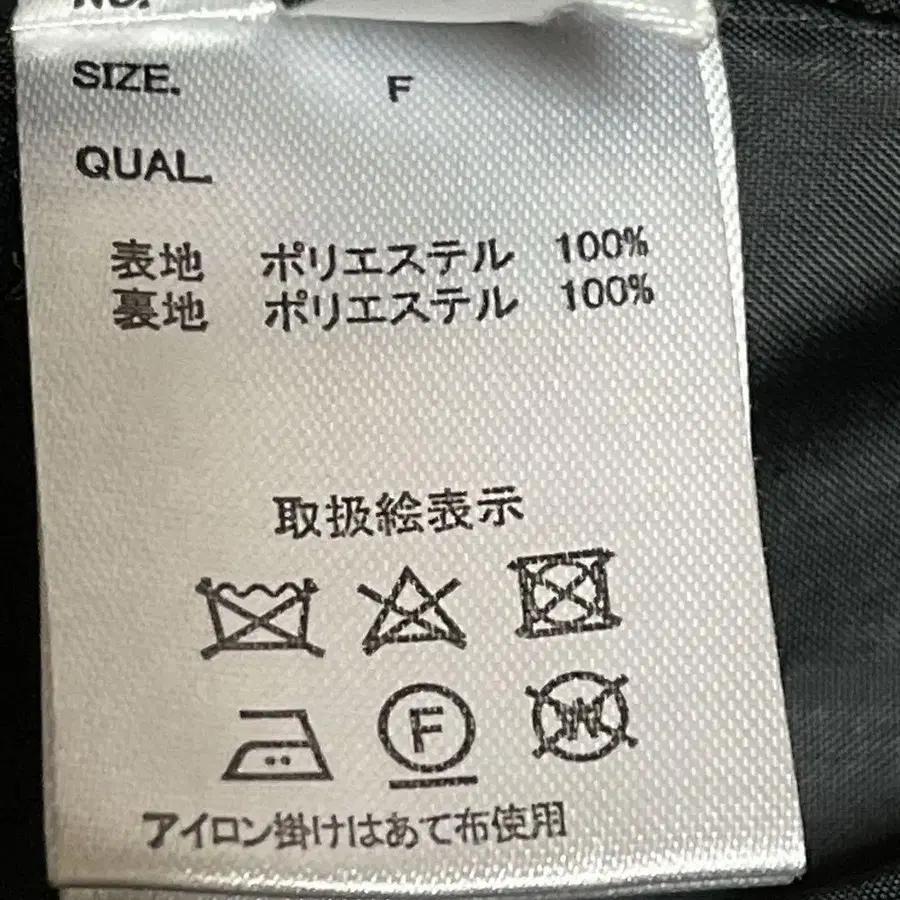 NO.
SIZE. F
QUAL.
表地 ポリエステル 100%
裏地 ポリエステル 100%
取扱絵表示
F
W
アイロン掛けはあて布使用